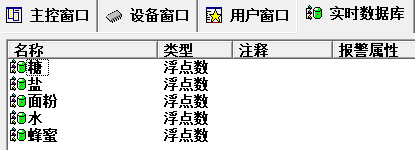 主控窗口 设备窗口 用户窗口 实时数据库
名称 类型 注释 报警属性
糖 浮点数
盐 浮点数
面粉 浮点数
水 浮点数
蜂蜜 浮点数